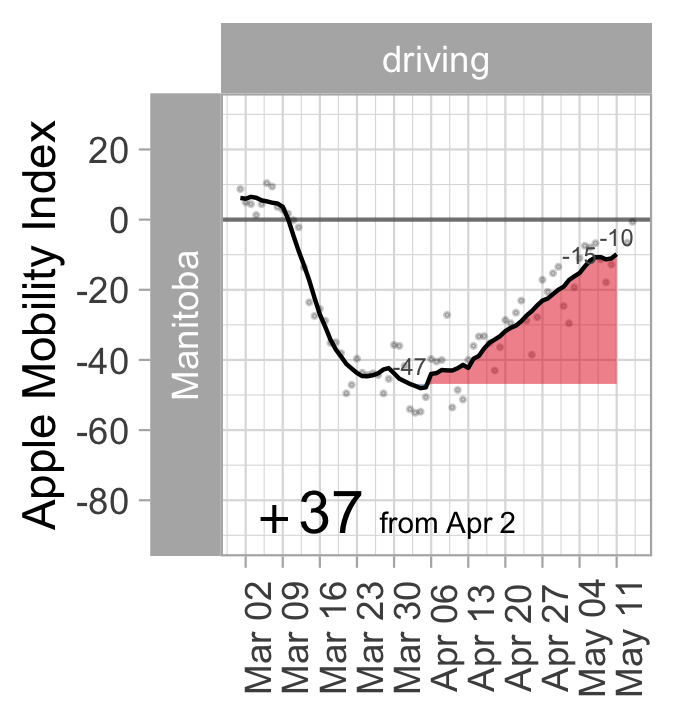 driving
Apple Mobility Index
Manitoba
20
0
-20
-40
-60
-80
-47
-15
-10
+37 from Apr 2
Mar 02
Mar 09
Mar 16
Mar 23
Mar 30
Apr 06
Apr 13
Apr 20
Apr 27
May 04
May 11